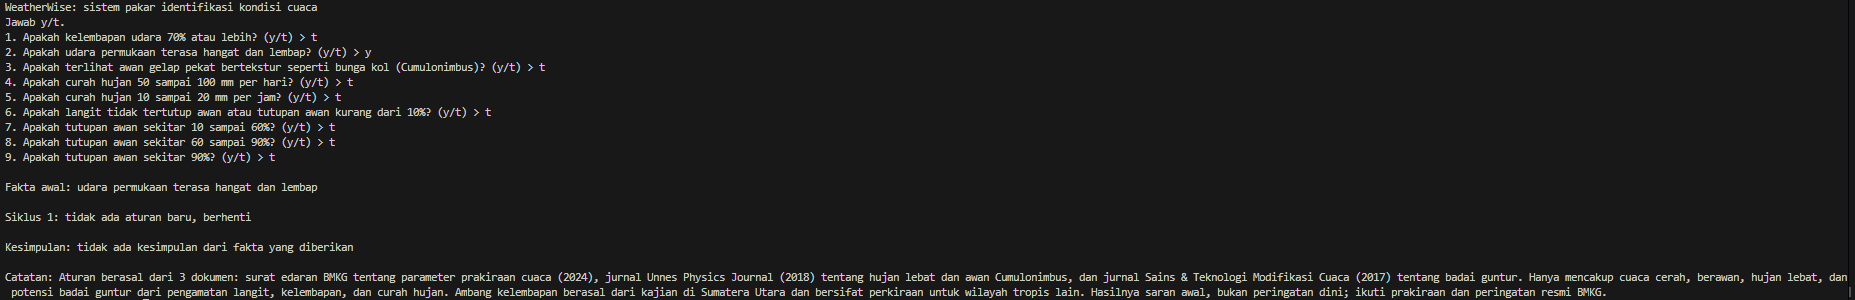 WeatherWise: sistem pakar identifikasi kondisi cuaca
Jawab y/t.
1. Apakah kelembapan udara 70% atau lebih? (y/t) > t
2. Apakah udara permukaan terasa hangat dan lembap? (y/t) > y
3. Apakah terlihat awan gelap pekat bertekstur seperti bunga kol (Cumulonimbus)? (y/t) > t
4. Apakah curah hujan 50 sampai 100 mm per hari? (y/t) > t
5. Apakah curah hujan 10 sampai 20 mm per jam? (y/t) > t
6. Apakah langit tidak tertutup awan atau tutupan awan kurang dari 10%? (y/t) > t
7. Apakah tutupan awan sekitar 10 sampai 60%? (y/t) > t
8. Apakah tutupan awan sekitar 60 sampai 90%? (y/t) > t
9. Apakah tutupan awan sekitar 90%? (y/t) > t
Fakta awal: udara permukaan terasa hangat dan lembap
Siklus 1: tidak ada aturan baru, berhenti
Kesimpulan: tidak ada kesimpulan dari fakta yang diberikan
Catatan: Aturan berasal dari 3 dokumen: surat edaran BMKG tentang parameter prakiraan cuaca (2024), jurnal Unnes Physics Journal (2018) tentang hujan lebat dan awan Cumulonimbus, dan jurnal Sains & Teknologi Modifikasi Cuaca (2017) tentang badai guntur. Hanya mencakup cuaca cerah, berawan, hujan lebat, dan
potensi badai guntur dari pengamatan langit, kelembapan, dan curah hujan. Ambang kelembapan berasal dari kajian di Sumatera Utara dan bersifat perkiraan untuk wilayah tropis lain. Hasilnya saran awal, bukan peringatan dini; ikuti prakiraan dan peringatan resmi BMKG.